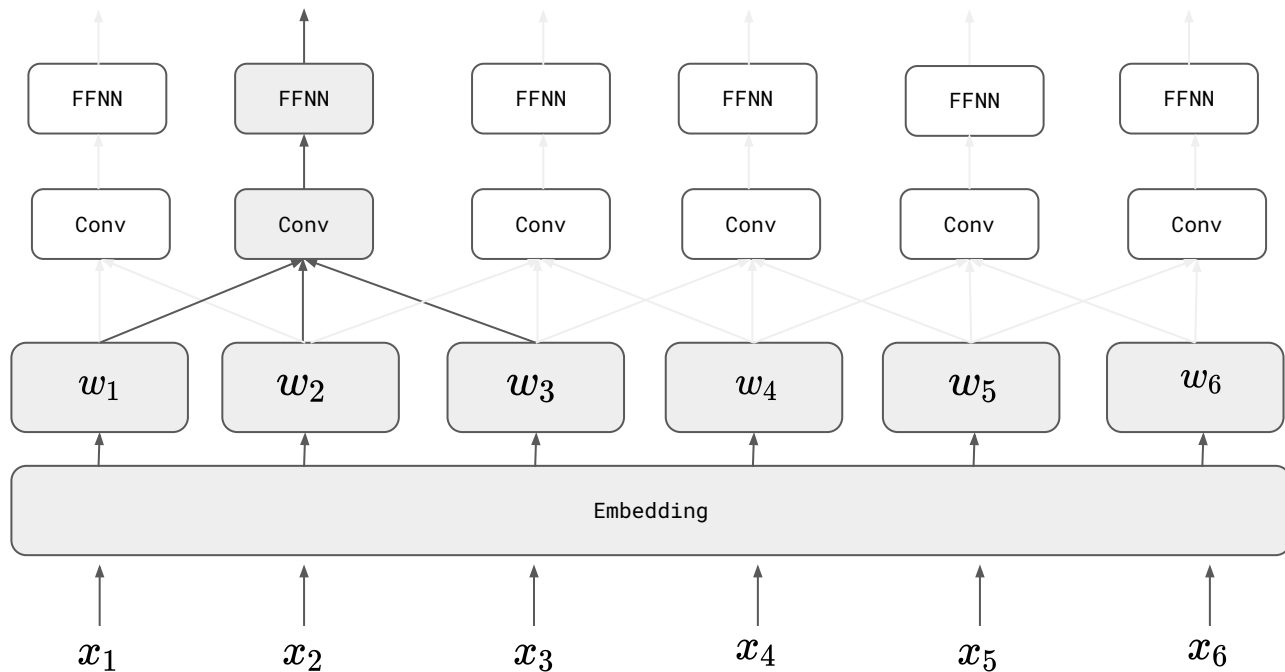 FFNN FFNN FFNN FFNN FFNN FFNN
Conv Conv Conv Conv Conv Conv
w₁ w₂ w₃ w₄ w₅ w₆
Embedding
x₁ x₂ x₃ x₄ x₅ x₆